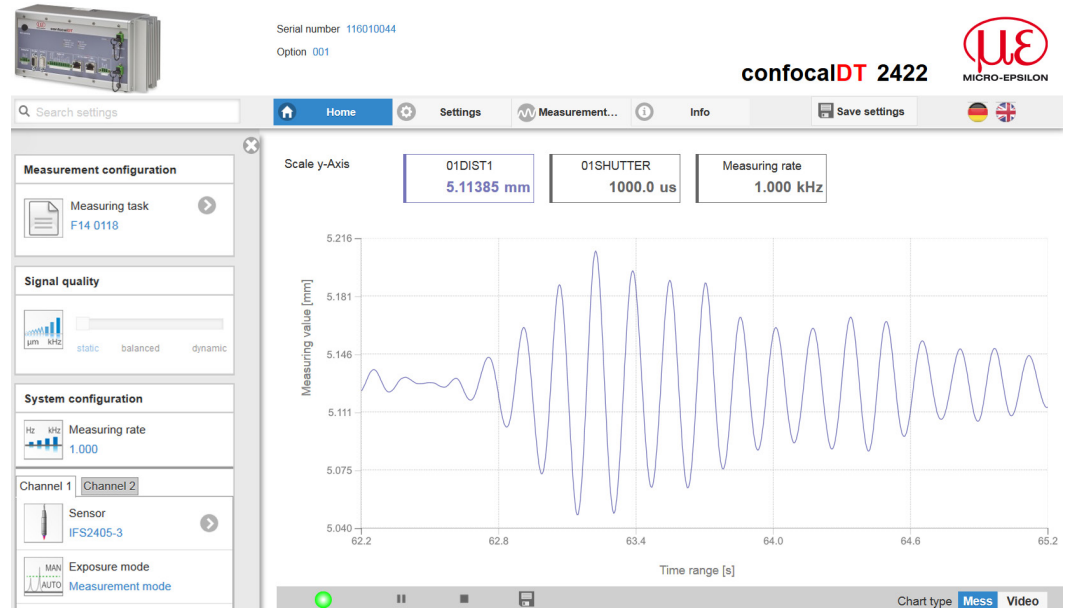 Serial number 116010044
Option 001
confocalDT 2422
µε
MICRO-EPSILON
Search settings
Home
Settings
Measurement...
Info
Save settings
Measurement configuration
Measuring task
F14 0118
Signal quality
µm kHz
static balanced dynamic
System configuration
Hz kHz
Measuring rate
1.000
Channel 1
Channel 2
Sensor
IFS2405-3
MAN
AUTO
Exposure mode
Measurement mode
Scale y-Axis
01DIST1
5.11385 mm
01SHUTTER
1000.0 us
Measuring rate
1.000 kHz
Measuring value [mm]
5.216
5.181
5.146
5.111
5.075
5.040
62.2 62.8 63.4 64.0 64.6 65.2
Time range [s]
Chart type Mess Video